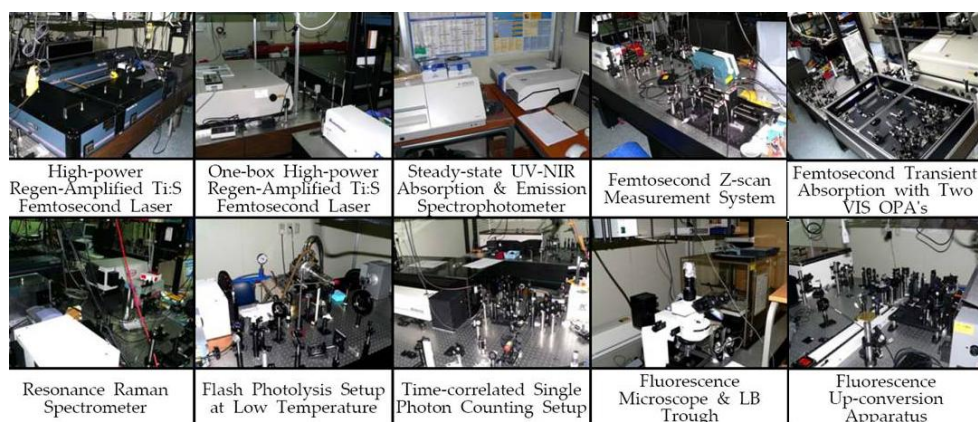 High-power
Regen-Amplified Ti:S
Femtosecond Laser
One-box High-power
Regen-Amplified Ti:S
Femtosecond Laser
Steady-state UV-NIR
Absorption & Emission
Spectrophotometer
Femtosecond Z-scan
Measurement System
Femtosecond Transient
Absorption with Two
VIS OPA's
Resonance Raman
Spectrometer
Flash Photolysis Setup
at Low Temperature
Time-correlated Single
Photon Counting Setup
Fluorescence
Microscope & LB
Trough
Fluorescence
Up-conversion
Apparatus